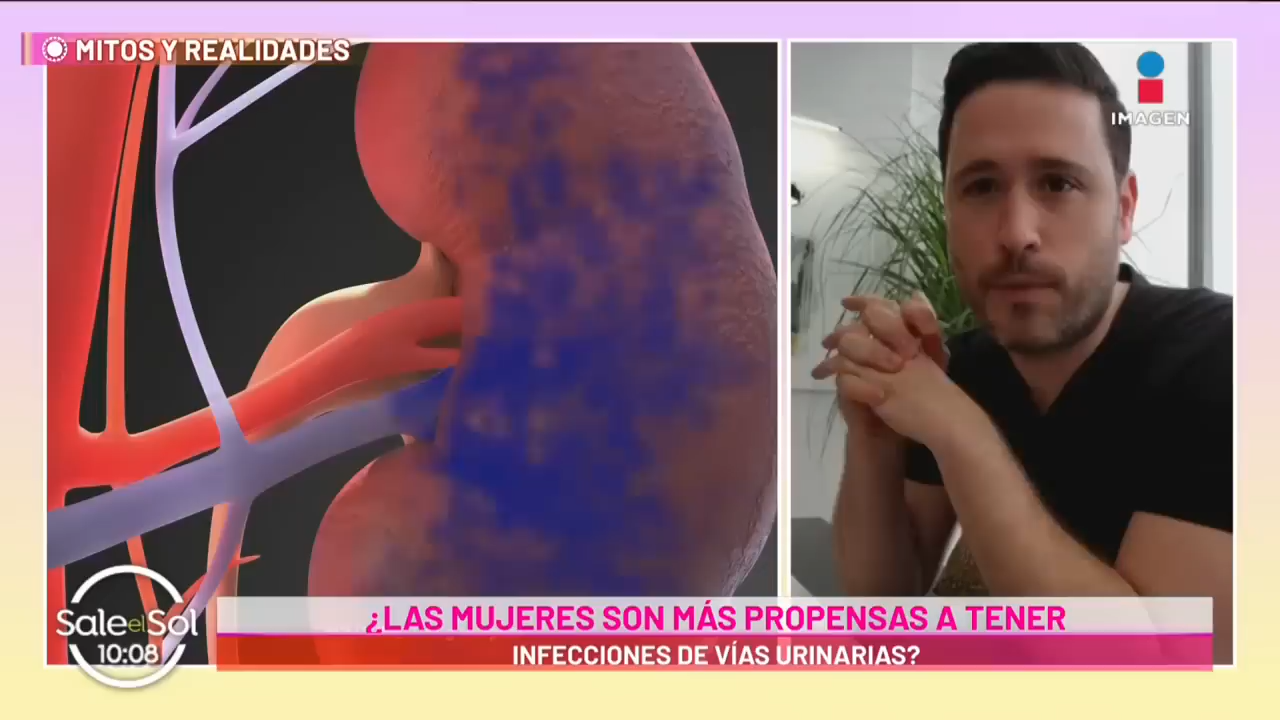 MITOS Y REALIDADES
IMAGEN
¿LAS MUJERES SON MÁS PROPENSAS A TENER
INFECCIONES DE VÍAS URINARIAS?
Sale el Sol
10:08